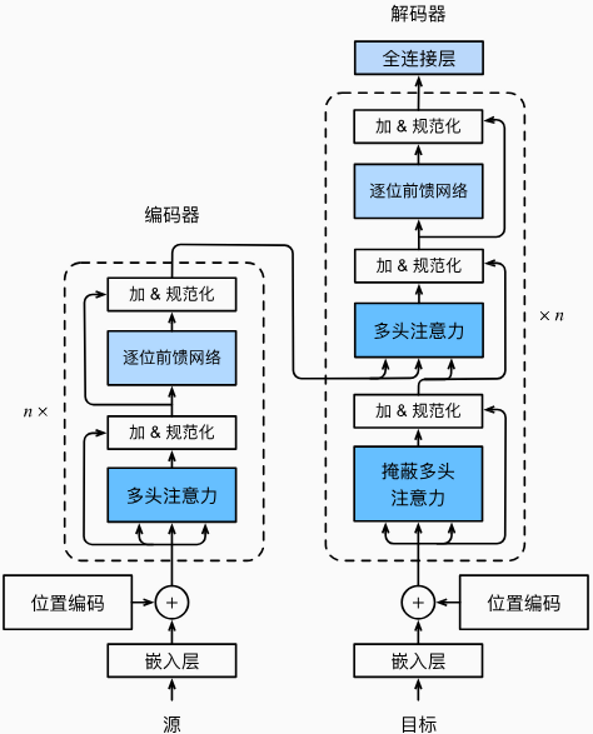 解码器
全连接层
加 & 规范化
逐位前馈网络
加 & 规范化
多头注意力
× n
加 & 规范化
掩蔽多头
注意力
位置编码
+
嵌入层
目标
编码器
加 & 规范化
逐位前馈网络
n ×
加 & 规范化
多头注意力
位置编码
+
嵌入层
源